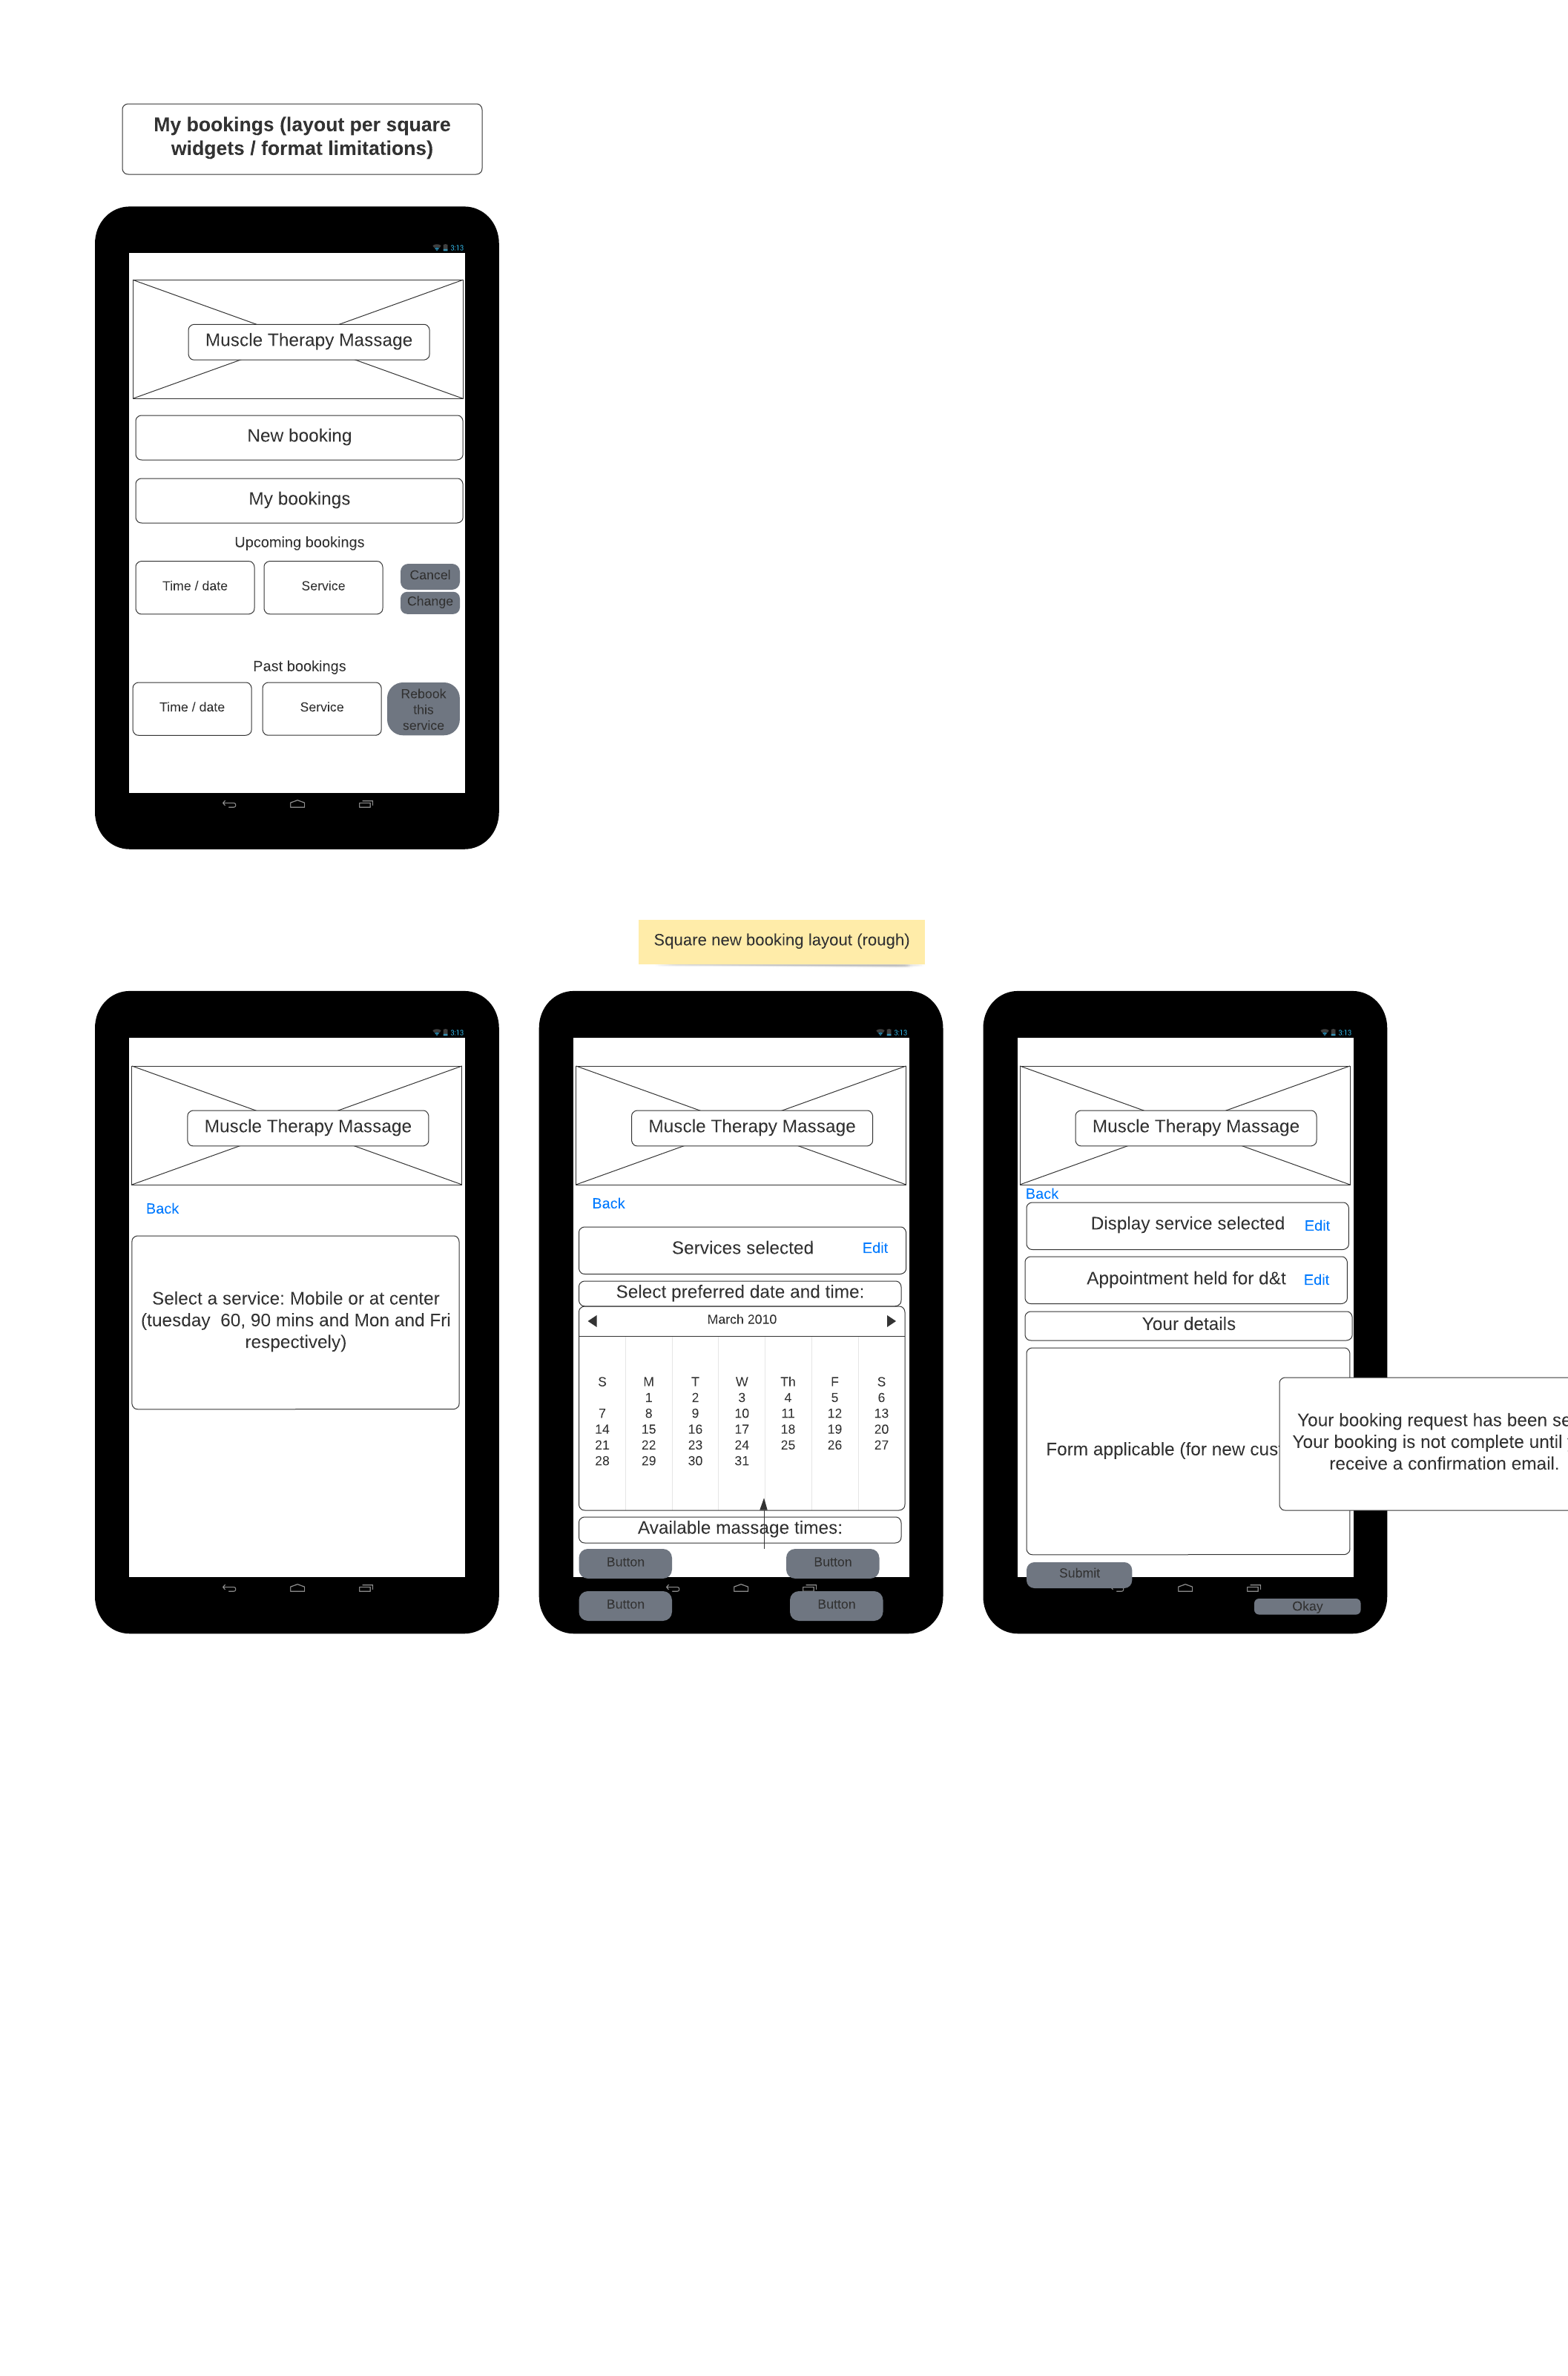 My bookings (layout per square
widgets / format limitations)
3:13
Muscle Therapy Massage
New booking
My bookings
Upcoming bookings
Time / date
Service
Cancel
Change
Past bookings
Time / date
Service
Rebook
this
service
Square new booking layout (rough)
3:13
Muscle Therapy Massage
Back
Select a service: Mobile or at center
(tuesday  60, 90 mins and Mon and Fri
respectively)
3:13
Muscle Therapy Massage
Back
Services selected
Edit
Select preferred date and time:
March 2010
S M T W Th F S
1 2 3 4 5 6
7 8 9 10 11 12 13
14 15 16 17 18 19 20
21 22 23 24 25 26 27
28 29 30 31
Available massage times:
Button
Button
Button
Button
3:13
Muscle Therapy Massage
Back
Display service selected
Edit
Appointment held for d&t
Edit
Your details
Form applicable (for new cus
Your booking request has been se
Your booking is not complete until
receive a confirmation email.
Submit
Okay